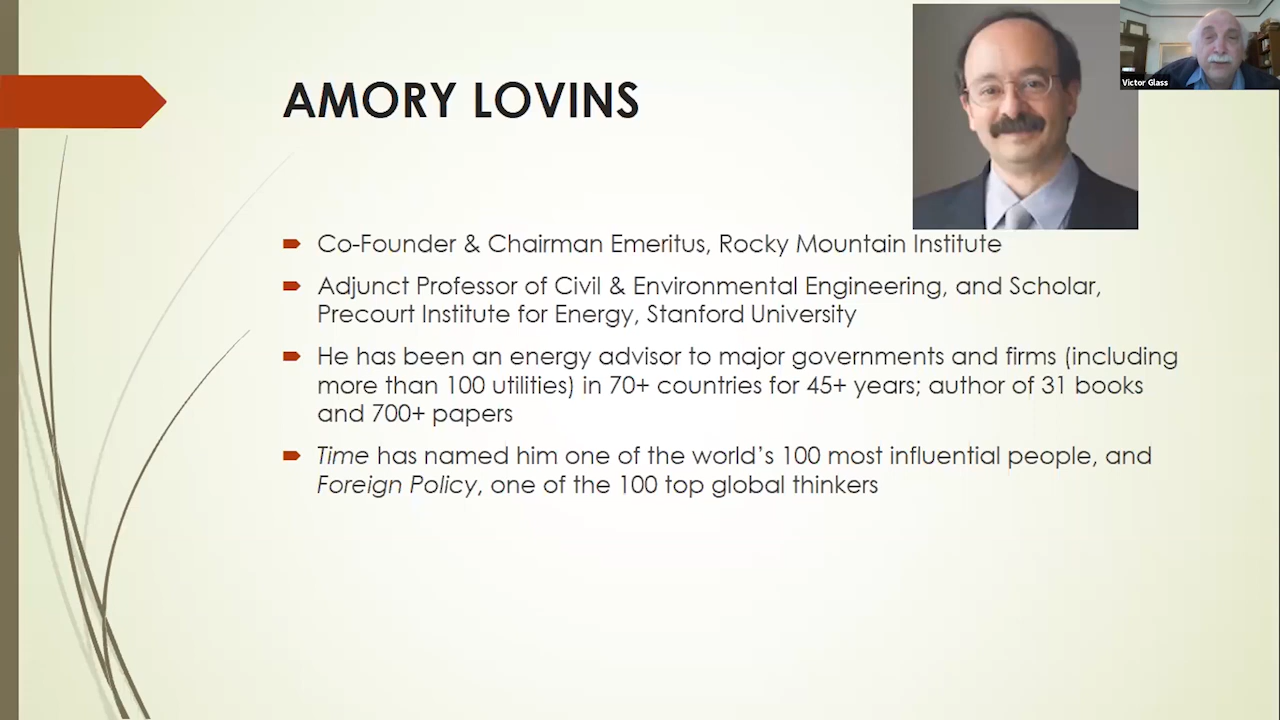 Victor Glass
AMORY LOVINS
Co-Founder & Chairman Emeritus, Rocky Mountain Institute
Adjunct Professor of Civil & Environmental Engineering, and Scholar,
Precourt Institute for Energy, Stanford University
He has been an energy advisor to major governments and firms (including
more than 100 utilities) in 70+ countries for 45+ years; author of 31 books
and 700+ papers
Time has named him one of the world’s 100 most influential people, and
Foreign Policy, one of the 100 top global thinkers